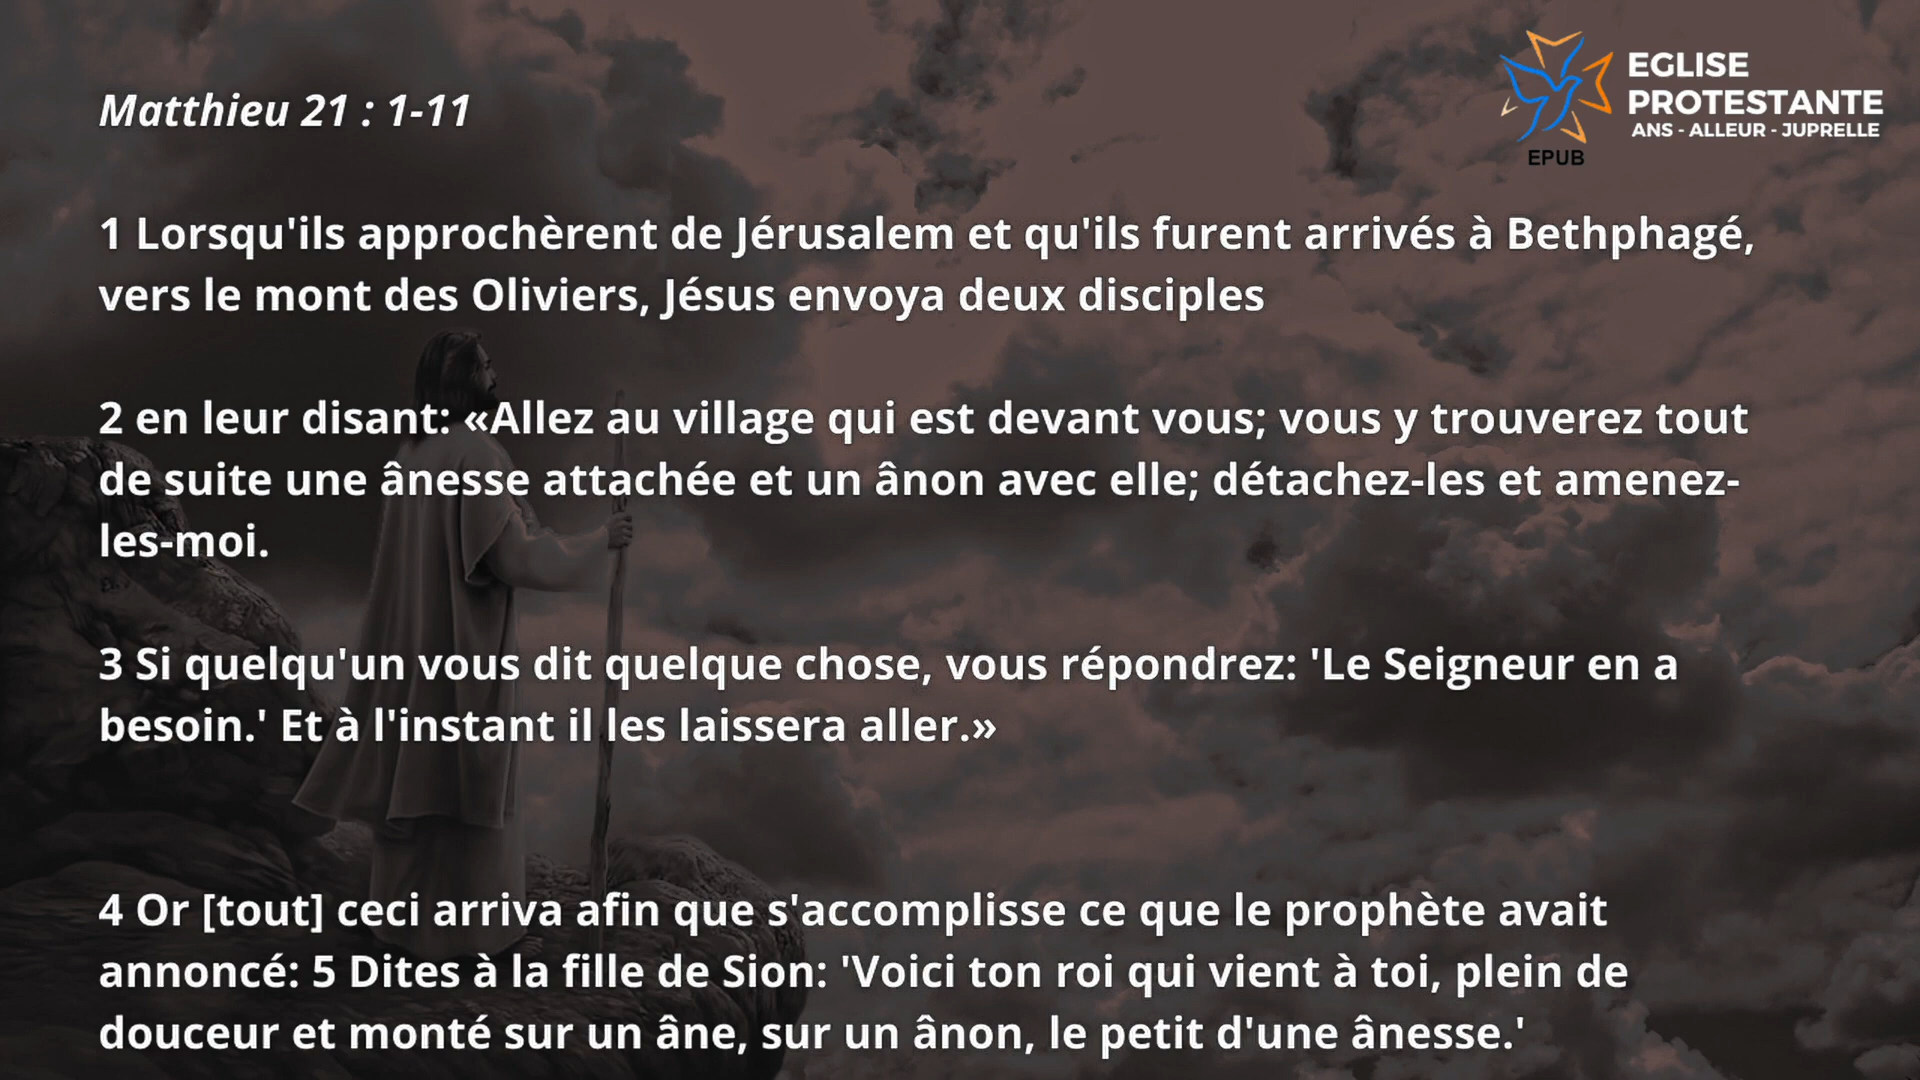 Matthieu 21 : 1-11
EGLISE
PROTESTANTE
ANS - ALLEUR - JUPRELLE
EPUB
1 Lorsqu'ils approchèrent de Jérusalem et qu'ils furent arrivés à Bethphagé,
vers le mont des Oliviers, Jésus envoya deux disciples
2 en leur disant: «Allez au village qui est devant vous; vous y trouverez tout
de suite une ânesse attachée et un ânon avec elle; détachez-les et amenez-
les-moi.
3 Si quelqu'un vous dit quelque chose, vous répondrez: 'Le Seigneur en a
besoin.' Et à l'instant il les laissera aller.»
4 Or [tout] ceci arriva afin que s'accomplisse ce que le prophète avait
annoncé: 5 Dites à la fille de Sion: 'Voici ton roi qui vient à toi, plein de
douceur et monté sur un âne, sur un ânon, le petit d'une ânesse.'